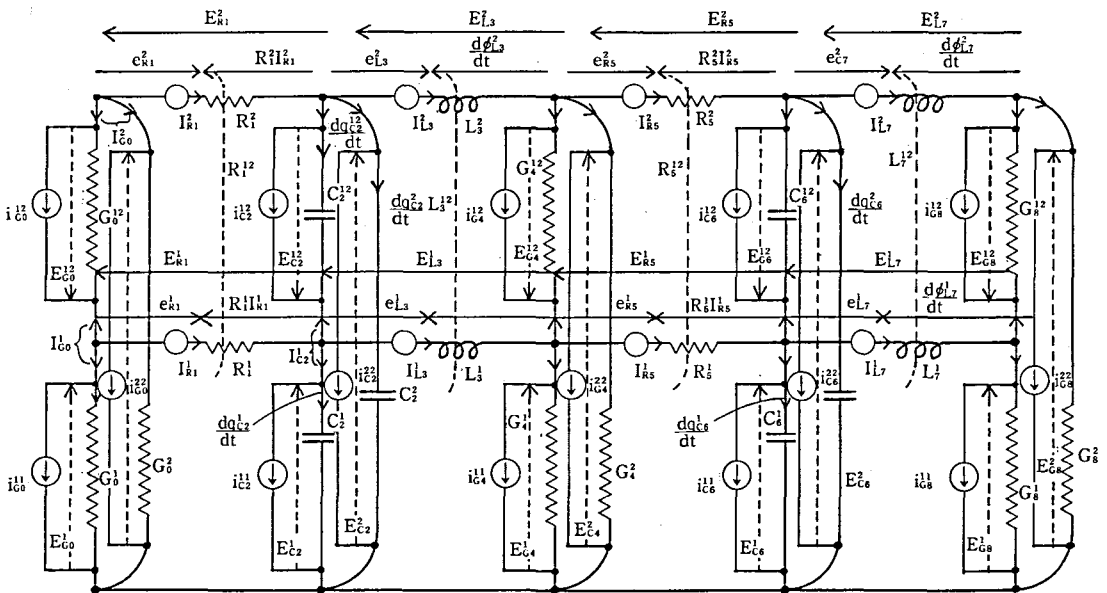 E²R1 E²L3 E²R5 E²L7
e²R1 R²1I²R1 e²L3 dϕ²L3/dt e²R5 R²5I²R5 e²C7 dϕ²L7/dt
I²R1 R²1 I²L3 L²3 I²R5 R²5 I²L7 L²7
I²G0 dq¹²C2/dt
R¹²1 G¹²4 R¹²5 L¹²7
i¹²G0 G¹²0 i¹²C2 C¹²2 dq²C2/dt L¹²3 i¹²G4 i¹²C6 C¹²6 dq²C6/dt i¹²G8 G¹²8
E¹²G0 E¹²C2 E¹²G4 E¹²G6 E¹²G8
E¹R1 E¹L3 E¹R5 E¹L7
e¹R1 R¹1I¹R1 e¹L3 e¹R5 R¹5I¹R5 e¹L7 dϕ¹L7/dt
I¹G0 I¹R1 R¹1 I¹C2 I¹L3 L¹3 I¹R5 R¹5 I¹L7 L¹7
i²²G0 i²²C2 C²2 i²²G4 i²²C6 i²²G8
dq¹C2/dt C¹2 G¹4 dq¹C6/dt C¹6
i¹¹G0 G¹0 G²0 i¹¹C2 i¹¹G4 G²4 i¹¹C6 E²C6 i¹¹G8 G¹8 E²G8 G²8
E¹G0 E¹C2 E²C2 E¹G4 E²C4 E¹C6 E¹G8